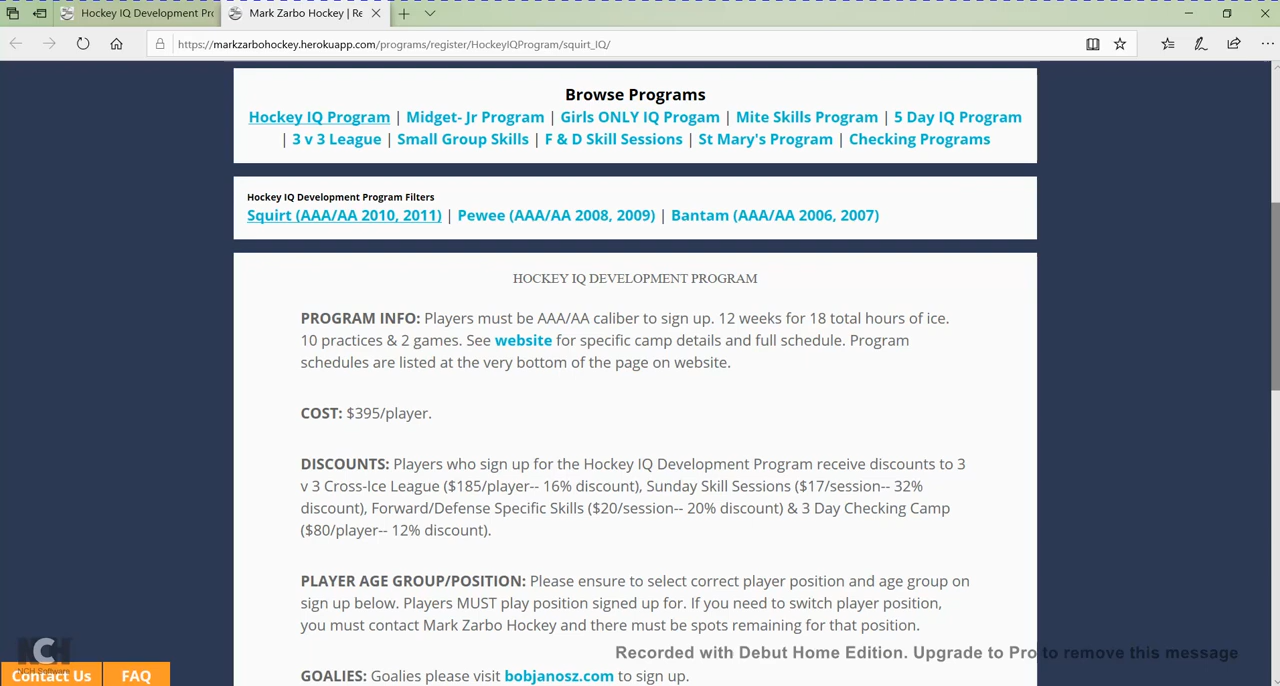 Hockey IQ Development Pr
Mark Zarbo Hockey | Re
https://markzarbohockey.herokuapp.com/programs/register/HockeyIQProgram/squirt_IQ/
Browse Programs
Hockey IQ Program | Midget- Jr Program | Girls ONLY IQ Progam | Mite Skills Program | 5 Day IQ Program
| 3 v 3 League | Small Group Skills | F & D Skill Sessions | St Mary's Program | Checking Programs
Hockey IQ Development Program Filters
Squirt (AAA/AA 2010, 2011) | Pewee (AAA/AA 2008, 2009) | Bantam (AAA/AA 2006, 2007)
HOCKEY IQ DEVELOPMENT PROGRAM
PROGRAM INFO: Players must be AAA/AA caliber to sign up. 12 weeks for 18 total hours of ice.
10 practices & 2 games. See website for specific camp details and full schedule. Program
schedules are listed at the very bottom of the page on website.
COST: $395/player.
DISCOUNTS: Players who sign up for the Hockey IQ Development Program receive discounts to 3
v 3 Cross-Ice League ($185/player-- 16% discount), Sunday Skill Sessions ($17/session-- 32%
discount), Forward/Defense Specific Skills ($20/session-- 20% discount) & 3 Day Checking Camp
($80/player-- 12% discount).
PLAYER AGE GROUP/POSITION: Please ensure to select correct player position and age group on
sign up below. Players MUST play position signed up for. If you need to switch player position,
you must contact Mark Zarbo Hockey and there must be spots remaining for that position.
GOALIES: Goalies please visit bobjanosz.com to sign up.
NCH
NCH Software
Contact Us
FAQ
Recorded with Debut Home Edition. Upgrade to Pro to remove this message